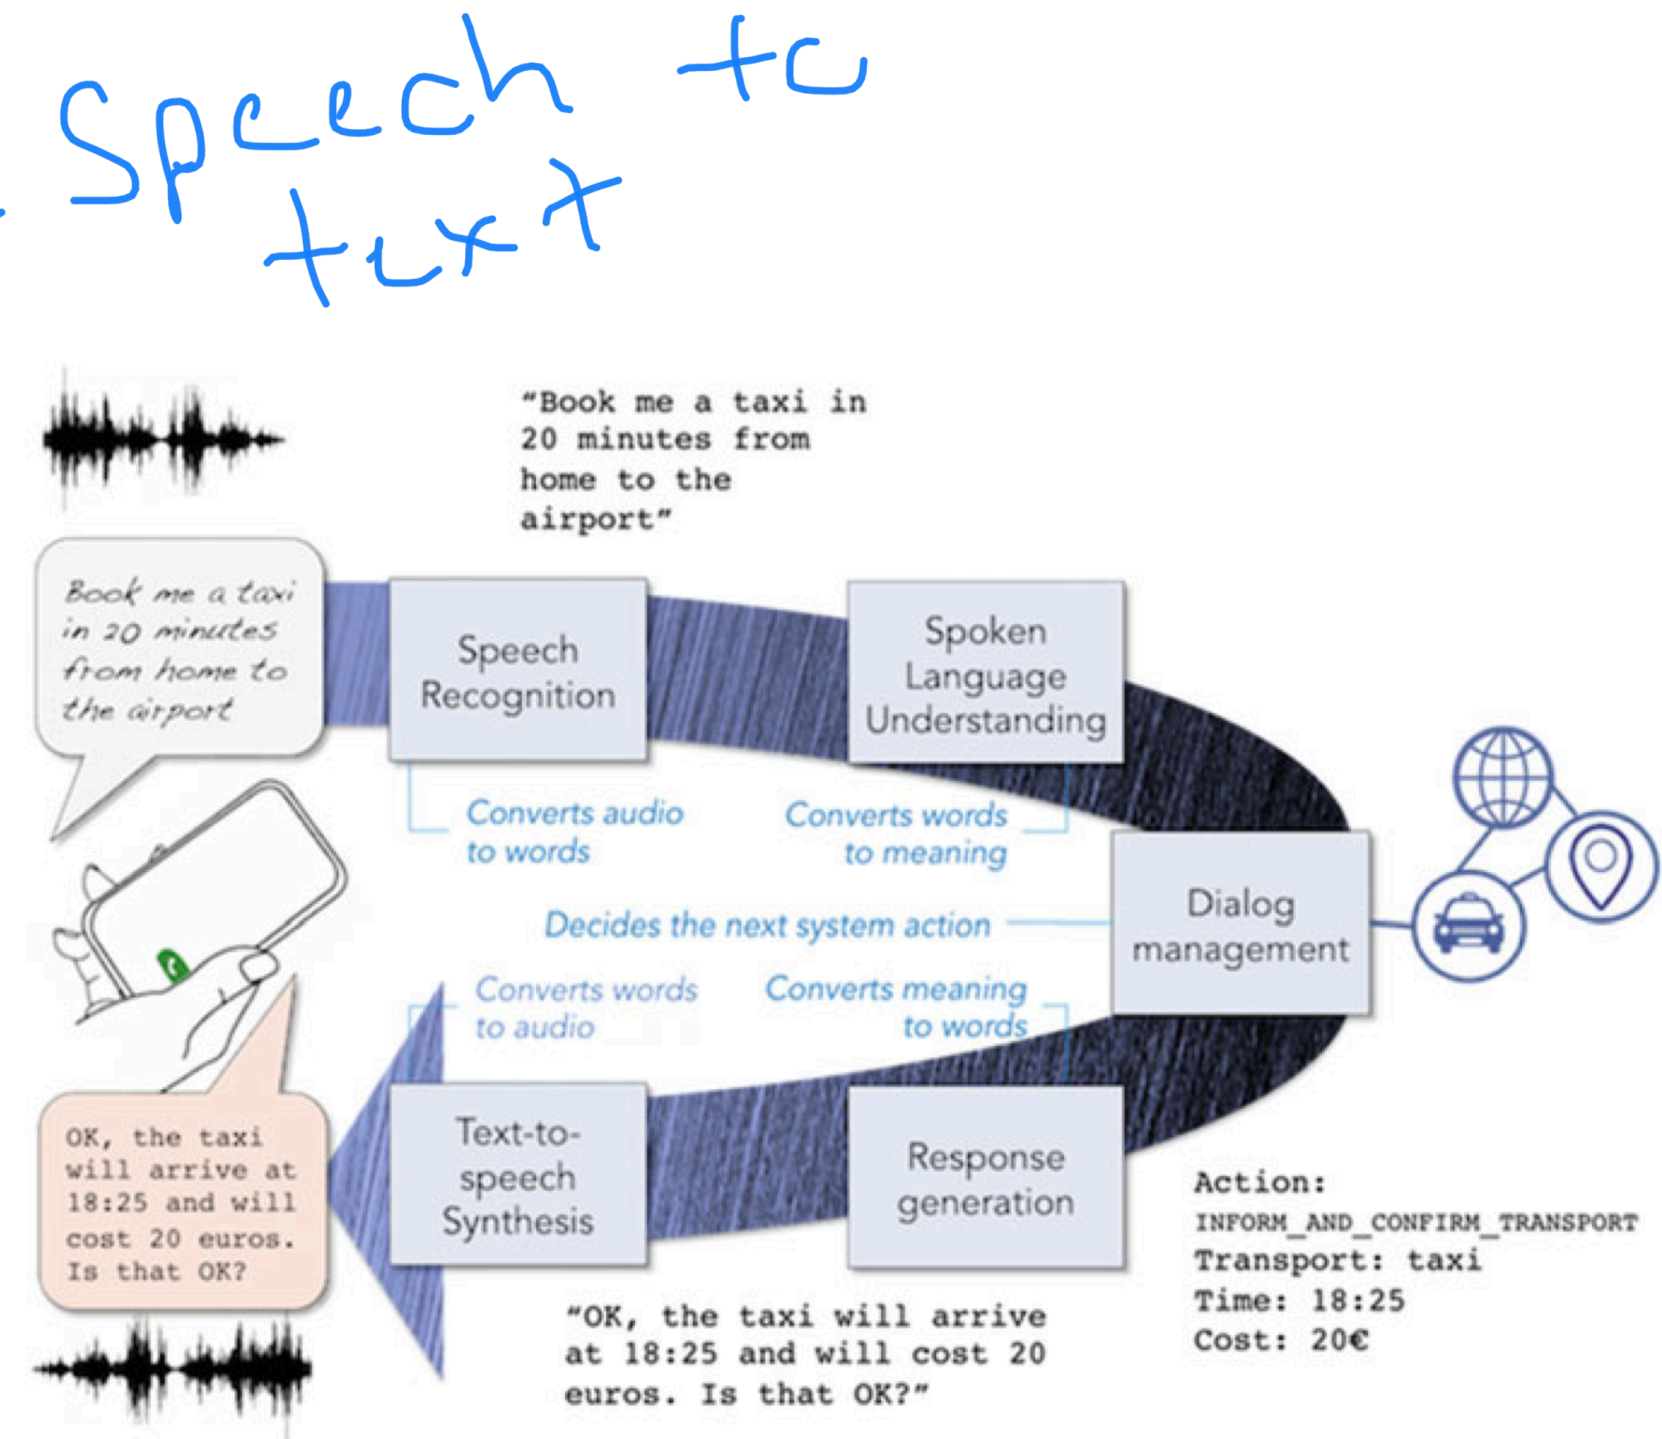 Speech to
text
"Book me a taxi in
20 minutes from
home to the
airport"
Book me a taxi
in 20 minutes
from home to
the airport
Speech
Recognition
Spoken
Language
Understanding
Converts audio
to words
Converts words
to meaning
Decides the next system action
Dialog
management
Converts words
to audio
Converts meaning
to words
Text-to-
speech
Synthesis
Response
generation
OK, the taxi
will arrive at
18:25 and will
cost 20 euros.
Is that OK?
"OK, the taxi will arrive
at 18:25 and will cost 20
euros. Is that OK?"
Action:
INFORM_AND_CONFIRM_TRANSPORT
Transport: taxi
Time: 18:25
Cost: 20€